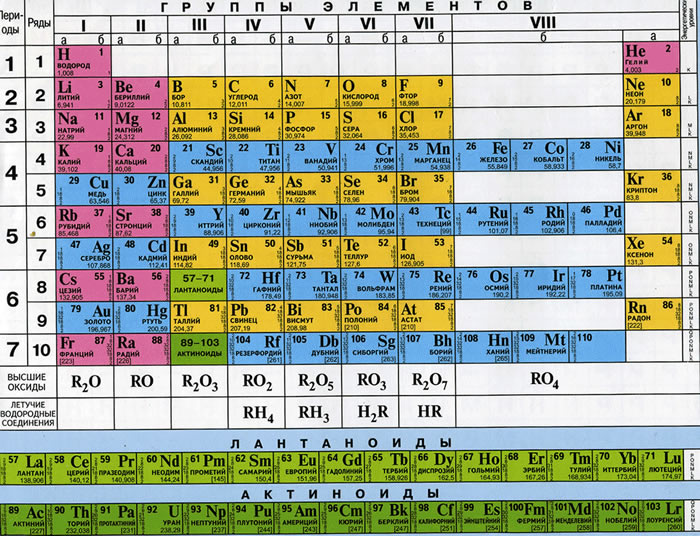 ГРУППЫ ЭЛЕМЕНТОВ
Пери-
оды
Ряды
I II III IV V VI VII VIII
Энергетические уровни
а б а б а б а б а б а б а б б а
1 1 H 1 He 2
ВОДОРОД ГЕЛИЙ
1,008 4,003
2 2 Li 3 Be 4 B 5 C 6 N 7 O 8 F 9 Ne 10
ЛИТИЙ БЕРИЛЛИЙ БОР УГЛЕРОД АЗОТ КИСЛОРОД ФТОР НЕОН
6,941 9,0122 10,811 12,011 14,007 15,999 18,998 20,179
3 3 Na 11 Mg 12 Al 13 Si 14 P 15 S 16 Cl 17 Ar 18
НАТРИЙ МАГНИЙ АЛЮМИНИЙ КРЕМНИЙ ФОСФОР СЕРА ХЛОР АРГОН
22,99 24,312 26,092 28,086 30,974 32,064 35,453 39,948
4 4 K 19 Ca 20 21 Sc 22 Ti 23 V 24 Cr 25 Mn 26 Fe 27 Co 28 Ni
КАЛИЙ КАЛЬЦИЙ СКАНДИЙ ТИТАН ВАНАДИЙ ХРОМ МАРГАНЕЦ ЖЕЛЕЗО КОБАЛЬТ НИКЕЛЬ
39,102 40,08 44,956 47,956 50,941 51,996 54,938 55,849 58,933 58,7
5 29 Cu 30 Zn Ga 31 Ge 32 As 33 Se 34 Br 35 Kr 36
МЕДЬ ЦИНК ГАЛЛИЙ ГЕРМАНИЙ МЫШЬЯК СЕЛЕН БРОМ КРИПТОН
63,546 65,37 69,72 72,59 74,922 78,96 79,904 83,8
5 6 Rb 37 Sr 38 39 Y 40 Zr 41 Nb 42 Mo 43 Tc 44 Ru 45 Rh 46 Pd
РУБИДИЙ СТРОНЦИЙ ИТТРИЙ ЦИРКОНИЙ НИОБИЙ МОЛИБДЕН ТЕХНЕЦИЙ РУТЕНИЙ РОДИЙ ПАЛЛАДИЙ
85,468 87,62 88,906 91,22 92,906 95,94 [99] 101,07 102,906 106,4
7 47 Ag 48 Cd In 49 Sn 50 Sb 51 Te 52 I 53 Xe 54
СЕРЕБРО КАДМИЙ ИНДИЙ ОЛОВО СУРЬМА ТЕЛЛУР ИОД КСЕНОН
107,868 112,41 114,82 118,69 121,75 127,6 126,905 131,3
6 8 Cs 55 Ba 56 57–71 72 Hf 73 Ta 74 W 75 Re 76 Os 77 Ir 78 Pt
ЦЕЗИЙ БАРИЙ ЛАНТАНОИДЫ ГАФНИЙ ТАНТАЛ ВОЛЬФРАМ РЕНИЙ ОСМИЙ ИРИДИЙ ПЛАТИНА
132,905 137,34 178,49 180,948 183,85 186,207 190,2 192,22 195,09
9 79 Au 80 Hg Tl 81 Pb 82 Bi 83 Po 84 At 85 Rn 86
ЗОЛОТО РТУТЬ ТАЛЛИЙ СВИНЕЦ ВИСМУТ ПОЛОНИЙ АСТАТ РАДОН
196,967 200,59 204,37 207,19 208,98 [210] [210] [222]
7 10 Fr 87 Ra 88 89–103 104 Rf 105 Db 106 Sg 107 Bh 108 Hn 109 Mt 110
ФРАНЦИЙ РАДИЙ АКТИНОИДЫ РЕЗЕРФОРДИЙ ДУБНИЙ СИБОРГИЙ БОРИЙ ХАНИЙ МЕЙТНЕРИЙ
[223] [226] [261] [262] [263] [262] [265] [266]
ВЫСШИЕ
ОКСИДЫ
R₂O RO R₂O₃ RO₂ R₂O₅ RO₃ R₂O₇ RO₄
ЛЕТУЧИЕ
ВОДОРОДНЫЕ
СОЕДИНЕНИЯ
RH₄ RH₃ H₂R HR
ЛАНТАНОИДЫ
57 La 58 Ce 59 Pr 60 Nd 61 Pm 62 Sm 63 Eu 64 Gd 65 Tb 66 Dy 67 Ho 68 Er 69 Tm 70 Yb 71 Lu
ЛАНТАН ЦЕРИЙ ПРАЗЕОДИМ НЕОДИМ ПРОМЕТИЙ САМАРИЙ ЕВРОПИЙ ГАДОЛИНИЙ ТЕРБИЙ ДИСПРОЗИЙ ГОЛЬМИЙ ЭРБИЙ ТУЛИЙ ИТТЕРБИЙ ЛЮТЕЦИЙ
138,906 140,12 140,908 144,24 [145] 150,4 151,96 157,25 158,926 162,5 164,93 167,26 168,934 173,04 174,97
АКТИНОИДЫ
89 Ac 90 Th 91 Pa 92 U 93 Np 94 Pu 95 Am 96 Cm 97 Bk 98 Cf 99 Es 100 Fm 101 Md 102 No 103 Lr
АКТИНИЙ ТОРИЙ ПРОТАКТИНИЙ УРАН НЕПТУНИЙ ПЛУТОНИЙ АМЕРИЦИЙ КЮРИЙ БЕРКЛИЙ КАЛИФОРНИЙ ЭЙНШТЕЙНИЙ ФЕРМИЙ МЕНДЕЛЕВИЙ НОБЕЛИЙ ЛОУРЕНСИЙ
[227] 232,038 [231] 238,29 [237] [244] [243] [247] [247] [251] [254] [257] [258] [259] [260]